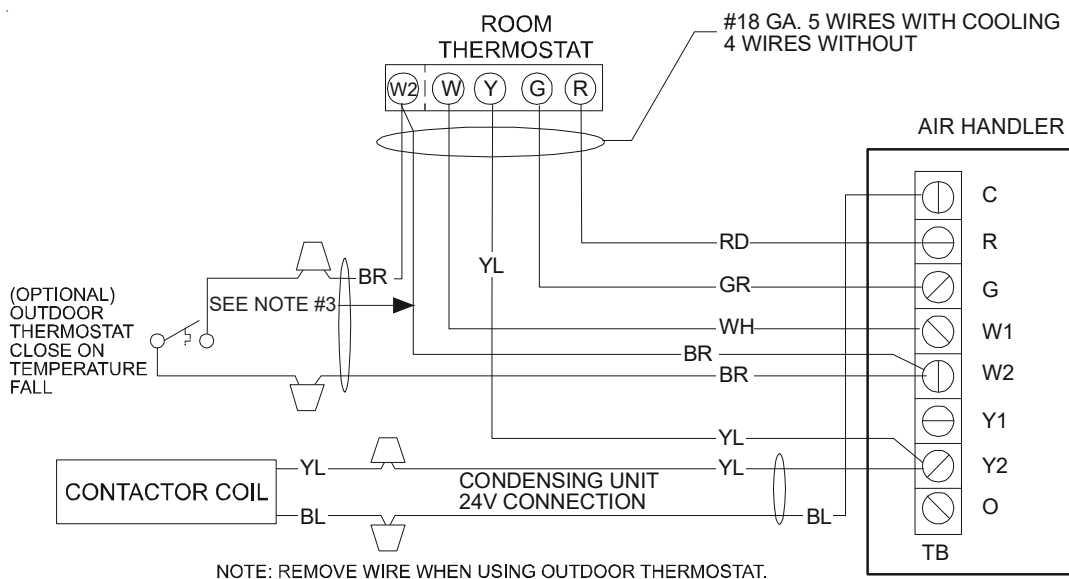 #18 GA. 5 WIRES WITH COOLING
4 WIRES WITHOUT
ROOM
THERMOSTAT
W2 W Y G R
AIR HANDLER
C
RD
R
YL
GR
G
BR
(OPTIONAL)
OUTDOOR
THERMOSTAT
CLOSE ON
TEMPERATURE
FALL
SEE NOTE #3
WH
W1
BR
BR
W2
Y1
YL
YL
YL
Y2
CONTACTOR COIL
CONDENSING UNIT
24V CONNECTION
BL
BL
O
TB
NOTE: REMOVE WIRE WHEN USING OUTDOOR THERMOSTAT.